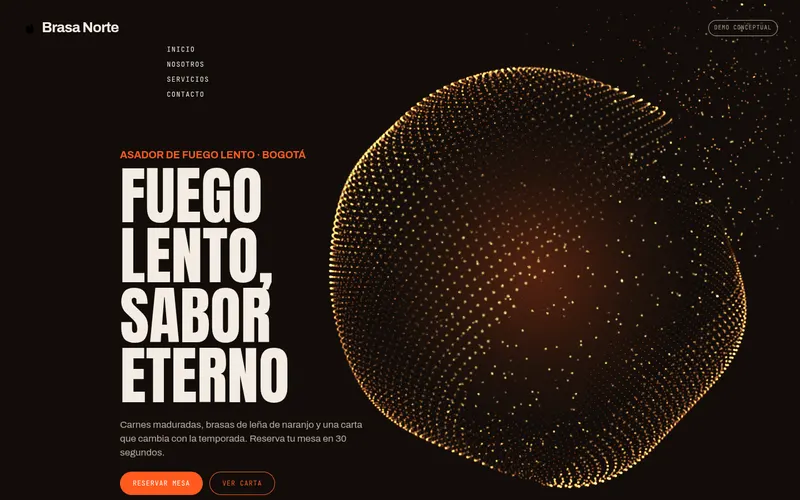 Brasa Norte
DEMO CONCEPTUAL
INICIO
NOSOTROS
SERVICIOS
CONTACTO
ASADOR DE FUEGO LENTO · BOGOTÁ
FUEGO
LENTO,
SABOR
ETERNO
Carnes maduradas, brasas de leña de naranjo y una carta
que cambia con la temporada. Reserva tu mesa en 30
segundos.
RESERVAR MESA
VER CARTA